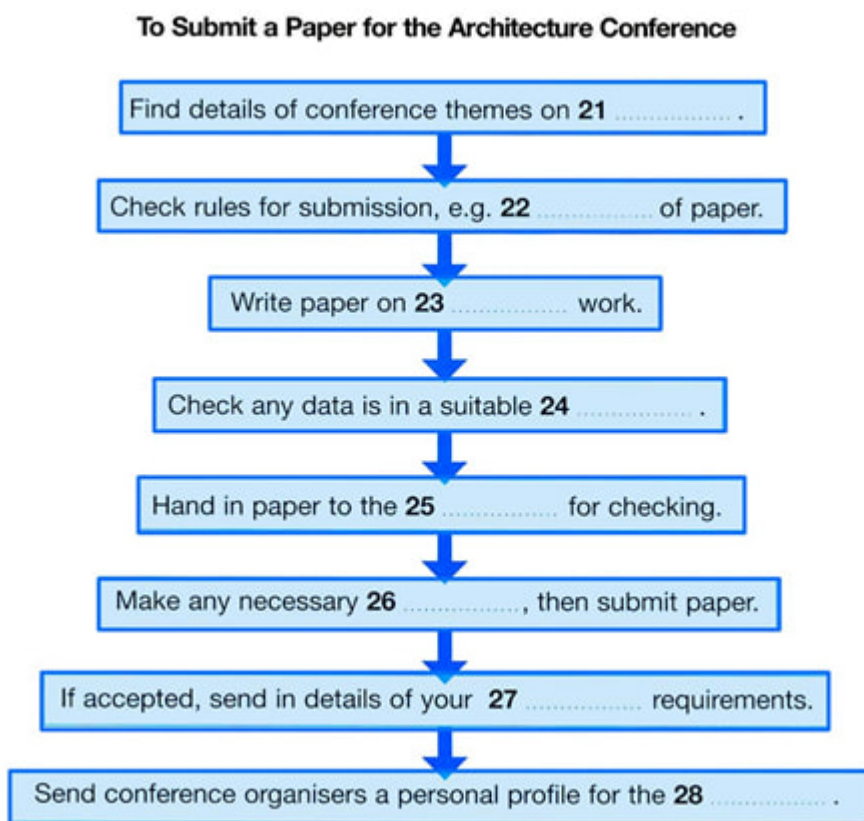 To Submit a Paper for the Architecture Conference
Find details of conference themes on 21 ................... .
Check rules for submission, e.g. 22 ................... of paper.
Write paper on 23 ................... work.
Check any data is in a suitable 24 ................... .
Hand in paper to the 25 ................... for checking.
Make any necessary 26 ..................., then submit paper.
If accepted, send in details of your 27 ................... requirements.
Send conference organisers a personal profile for the 28 ................... .